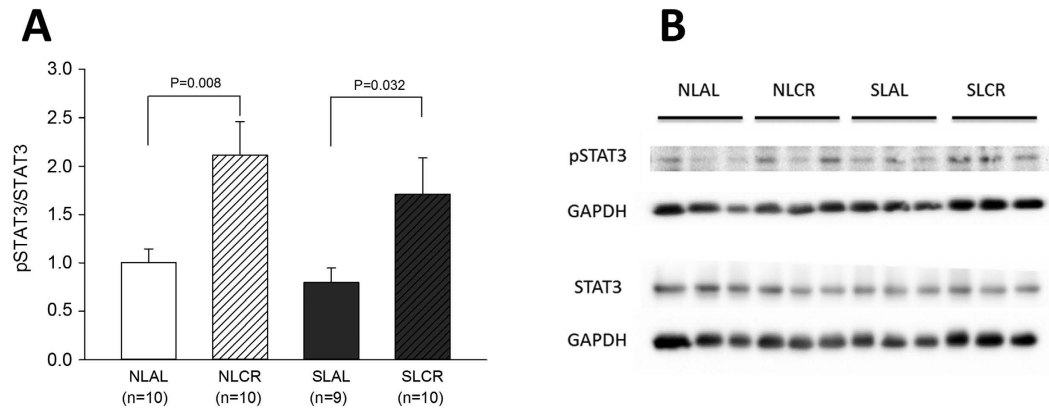 A
pSTAT3/STAT3
3.0
2.5
2.0
1.5
1.0
0.5
0.0
P=0.008
P=0.032
NLAL NLCR SLAL SLCR
(n=10) (n=10) (n=9) (n=10)
B
NLAL NLCR SLAL SLCR
pSTAT3
GAPDH
STAT3
GAPDH